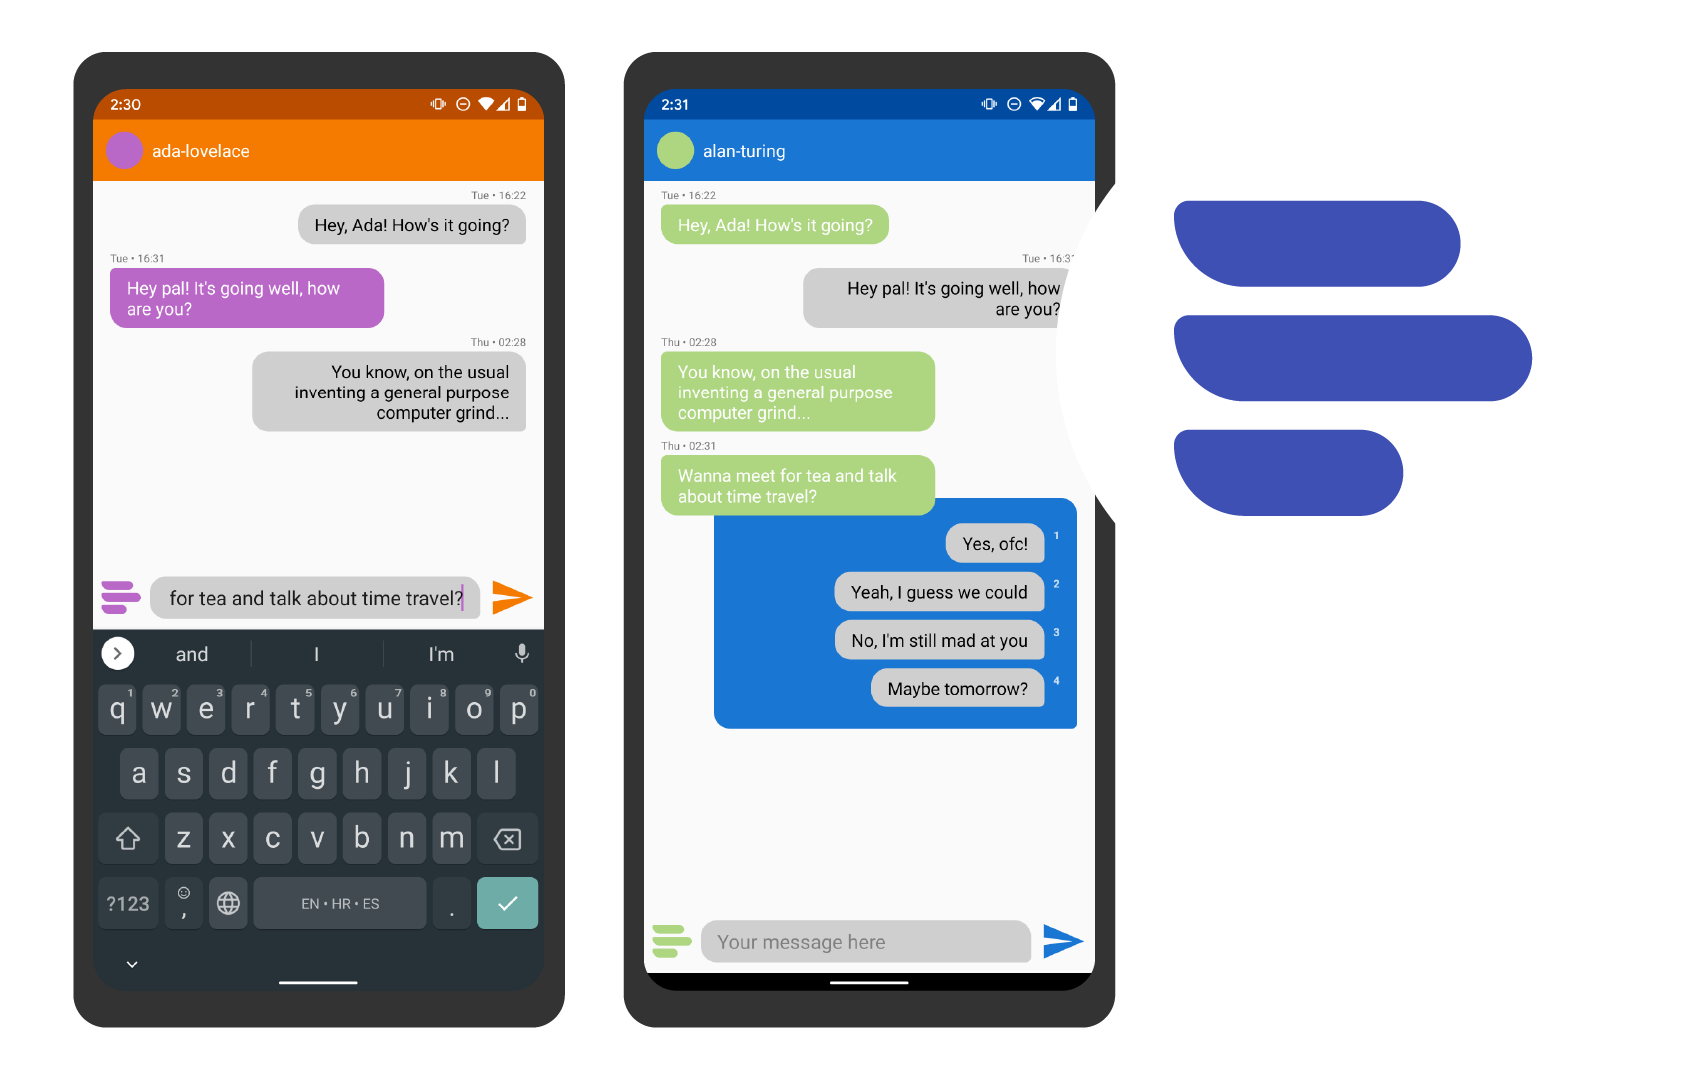 2:30
ada-lovelace
Tue • 16:22
Hey, Ada! How's it going?
Tue • 16:31
Hey pal! It's going well, how
are you?
Thu • 02:28
You know, on the usual
inventing a general purpose
computer grind...
for tea and talk about time travel?
and I I'm
1 2 3 4 5 6 7 8 9 0
q w e r t y u i o p
a s d f g h j k l
z x c v b n m
?123 , EN • HR • ES .
2:31
alan-turing
Tue • 16:22
Hey, Ada! How's it going?
Tue • 16:31
Hey pal! It's going well, how
are you?
Thu • 02:28
You know, on the usual
inventing a general purpose
computer grind...
Thu • 02:31
Wanna meet for tea and talk
about time travel?
Yes, ofc! 1
Yeah, I guess we could 2
No, I'm still mad at you 3
Maybe tomorrow? 4
Your message here